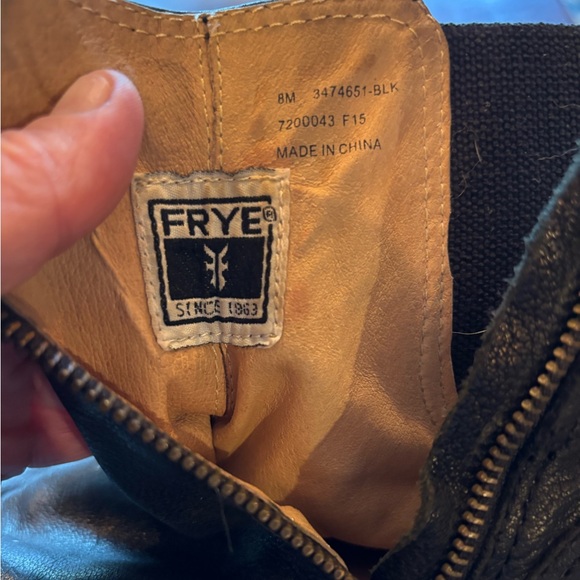 8M 3474651-BLK
7200043 F15
MADE IN CHINA
FRYE®
SINCE 1863